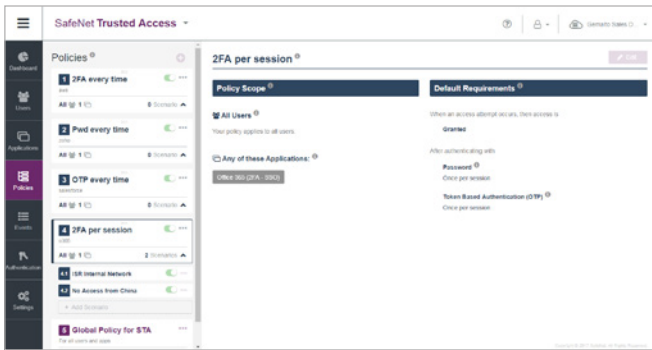 SafeNet Trusted Access
Gemalto Sales D...
Dashboard
Users
Applications
Policies
Events
Authentication
Settings
Policies
1 2FA every time
All 1
0 Scenario
2 Pwd every time
All 1
0 Scenario
3 OTP every time
salesforce
All 1
0 Scenario
4 2FA per session
o365
All 1
2 Scenarios
4.1 ISR Internal Network
4.2 No Access from China
+ Add Scenario
5 Global Policy for STA
For all users and apps
2FA per session
Edit
Policy Scope
All Users
Your policy applies to all users.
Any of these Applications:
Office 365 (2FA - SSO)
Default Requirements
When an access attempt occurs, then access is
Granted
After authenticating with
Password
Once per session
Token Based Authentication (OTP)
Once per session